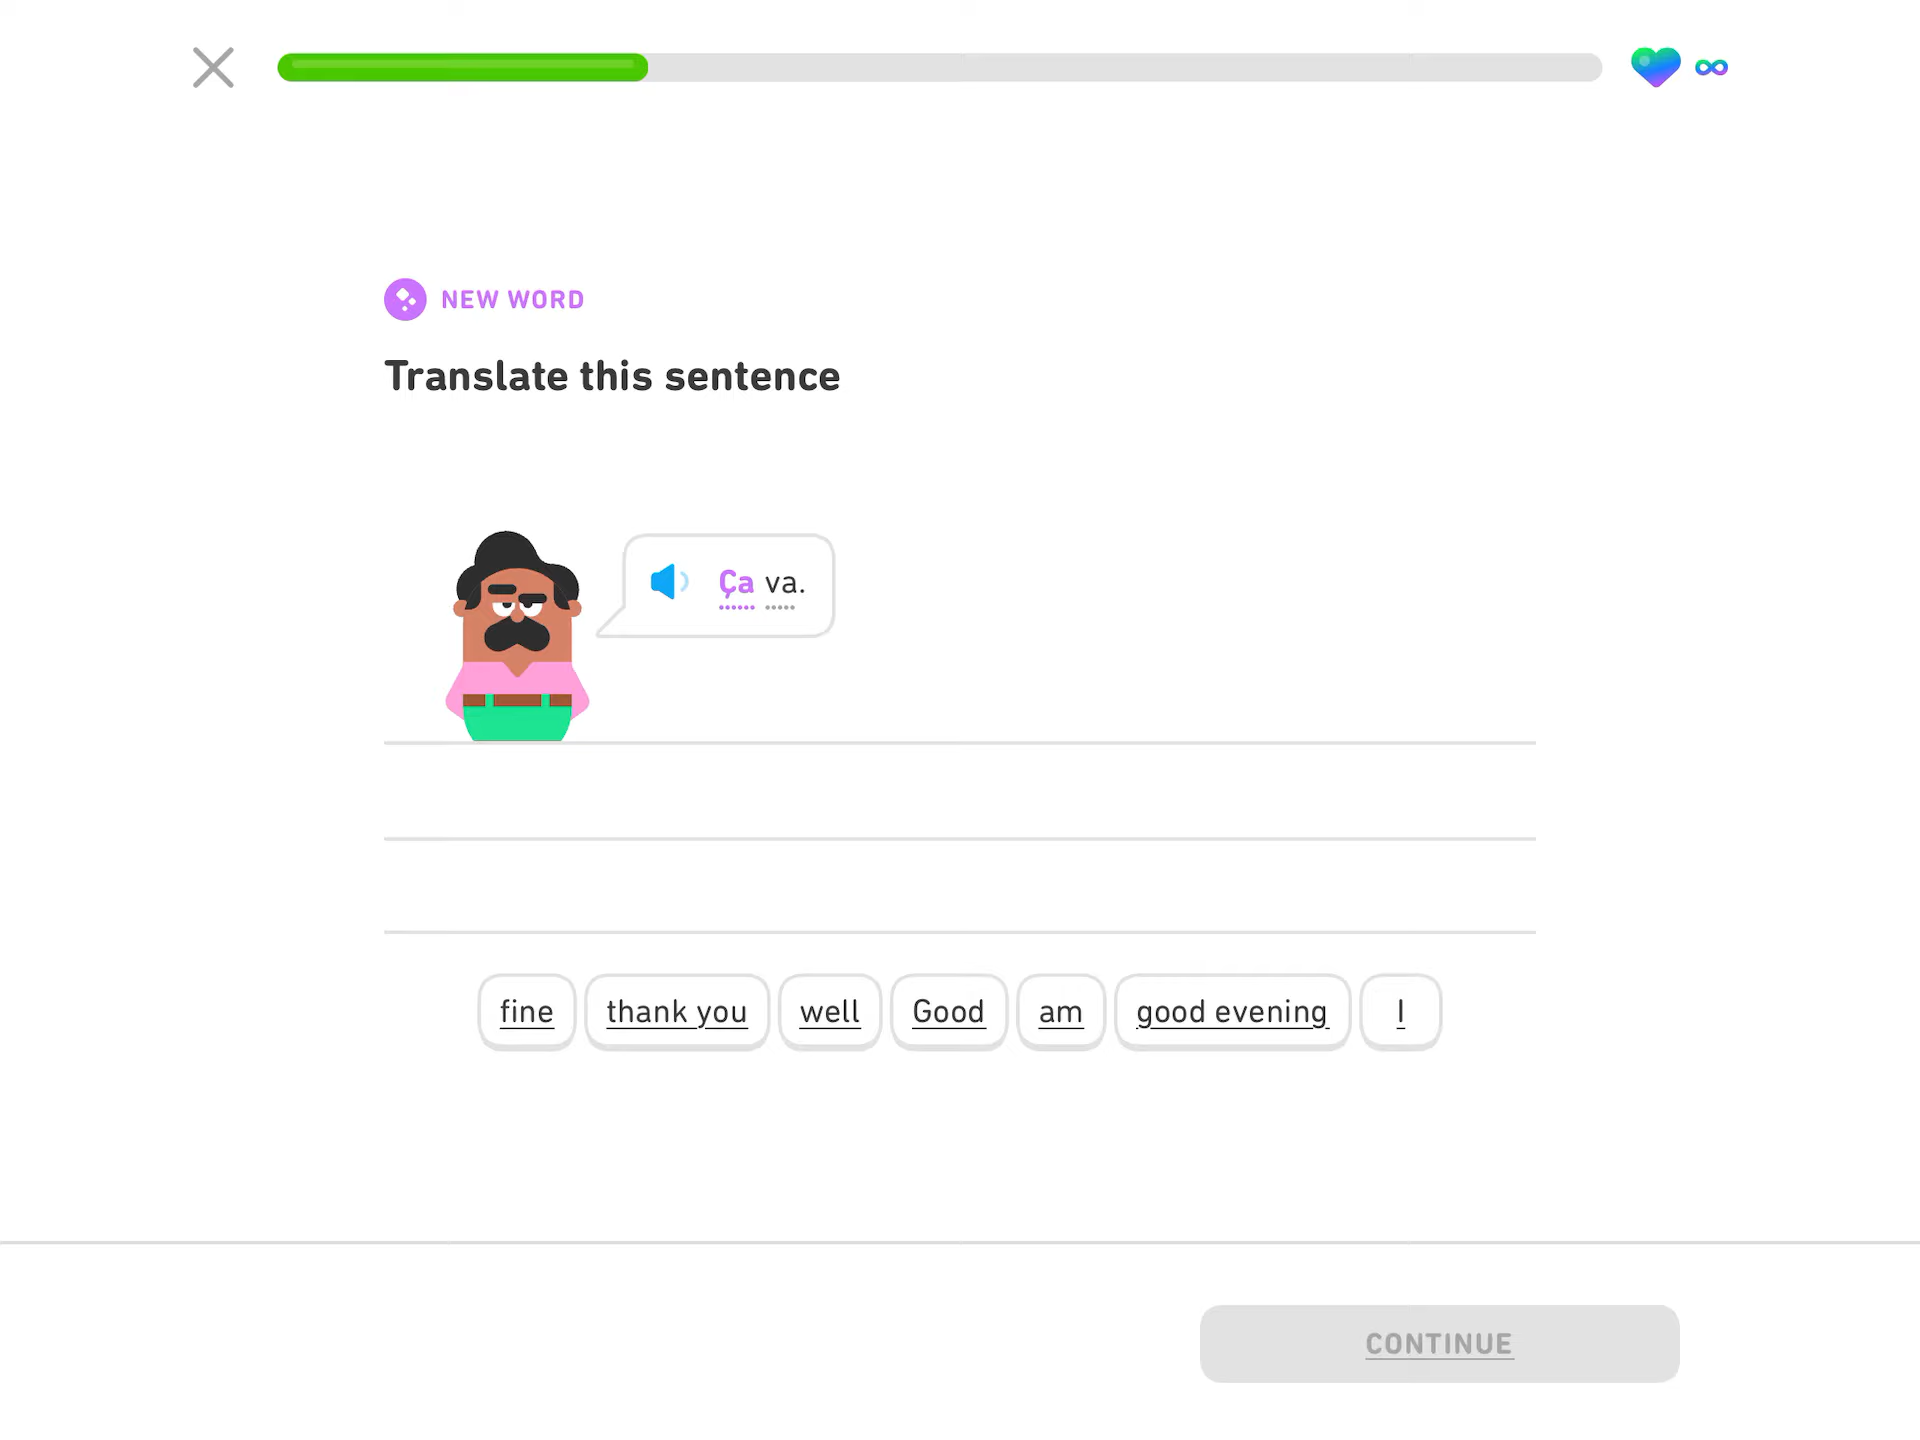 NEW WORD
Translate this sentence
Ça va.
fine thank you well Good am good evening I
CONTINUE